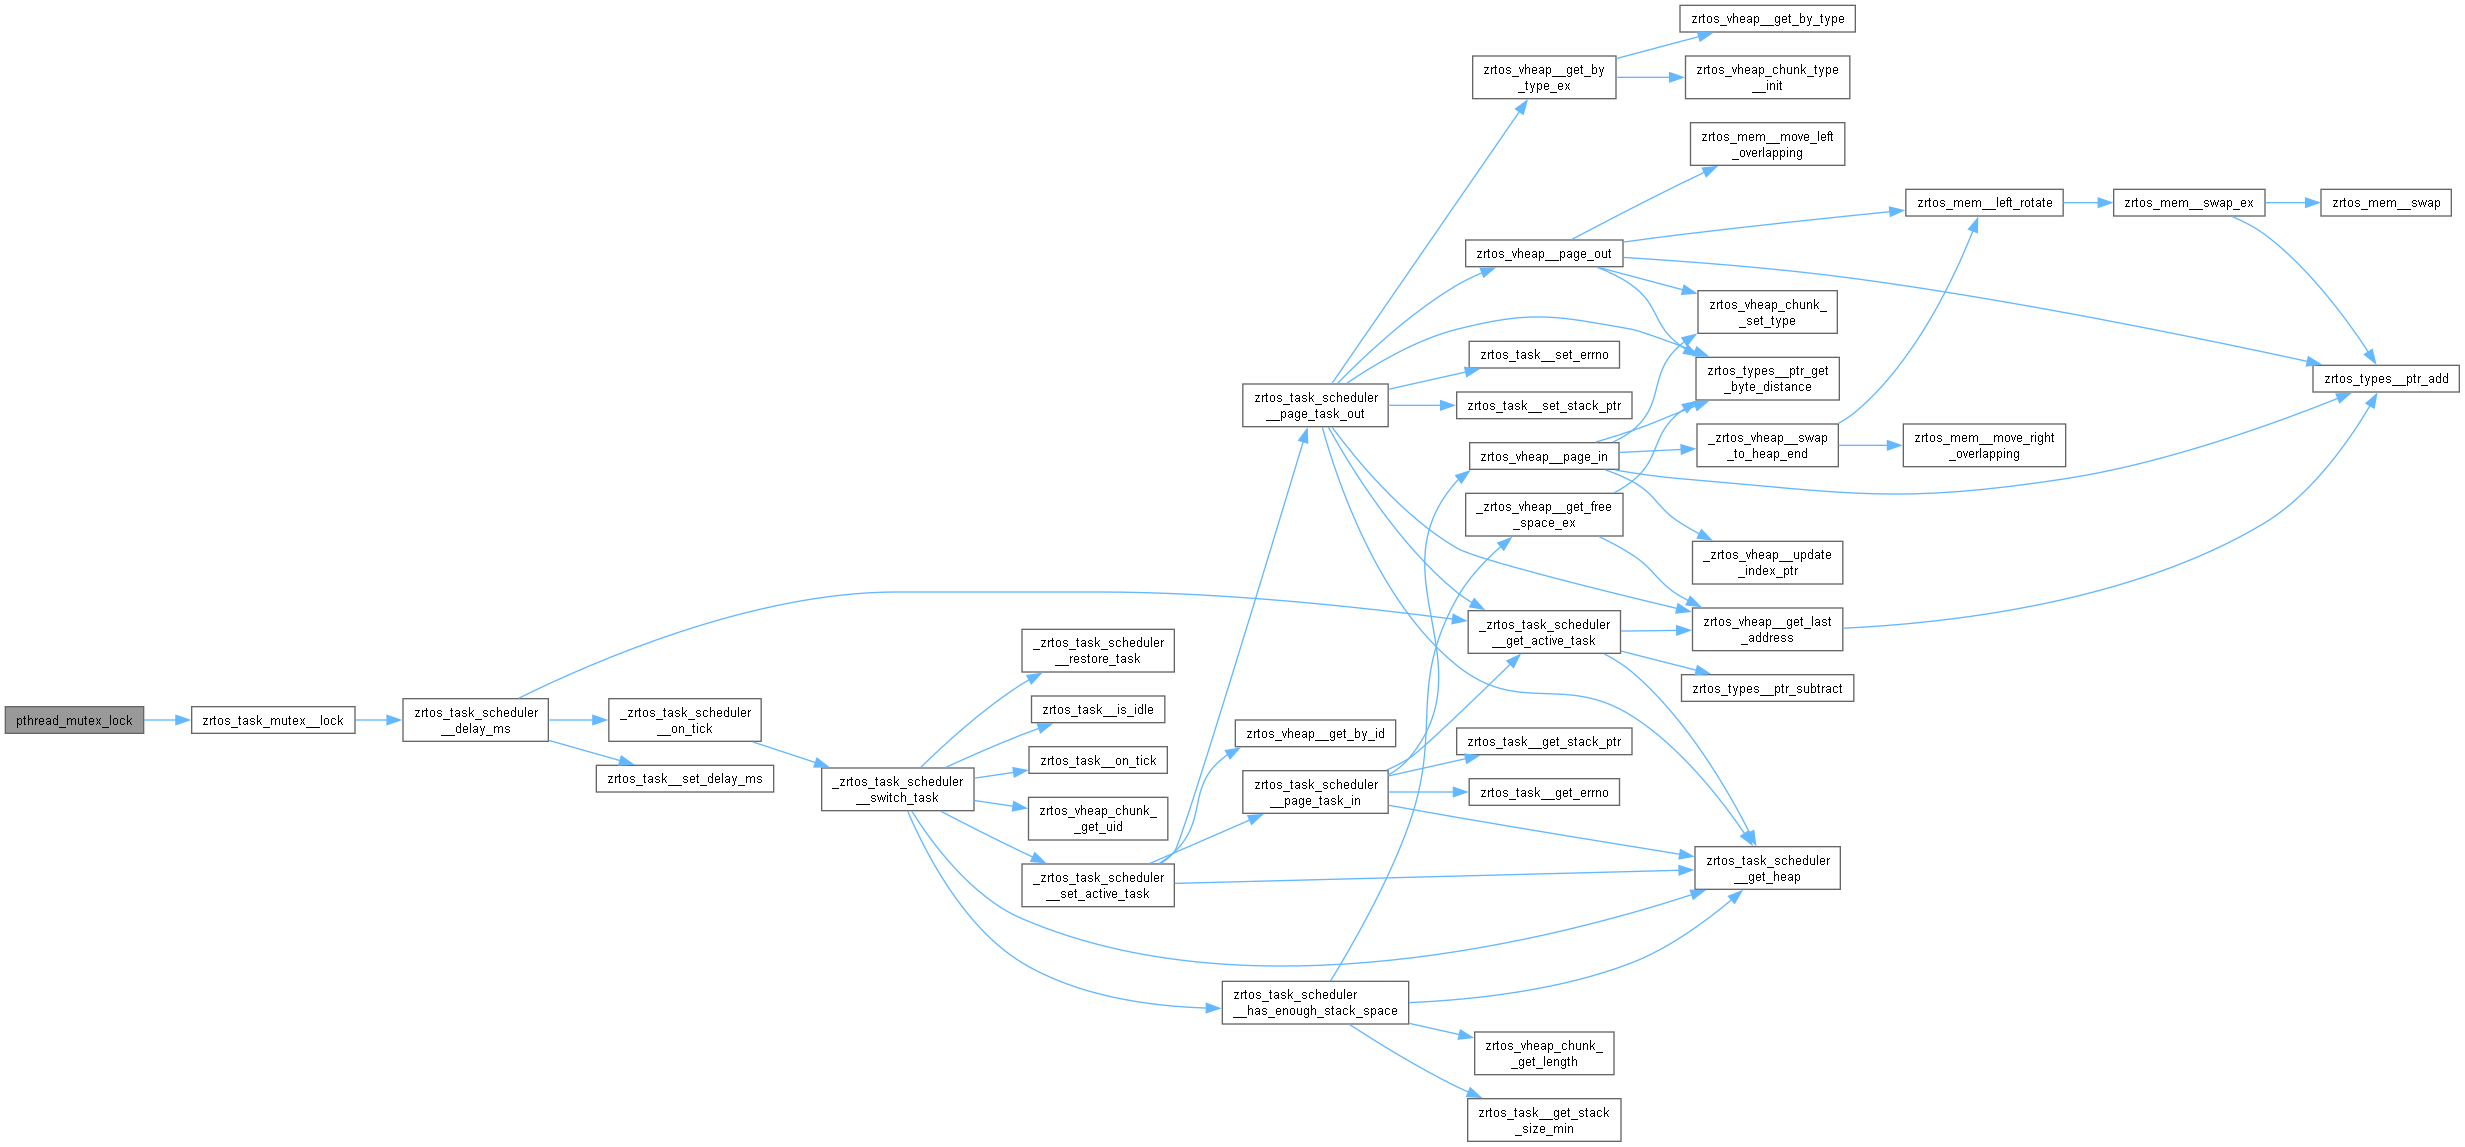 pthread_mutex_lock
zrtos_task_mutex__lock
zrtos_task_scheduler
__delay_ms
_zrtos_task_scheduler
__on_tick
zrtos_task__set_delay_ms
_zrtos_task_scheduler
__switch_task
_zrtos_task_scheduler
__restore_task
zrtos_task__is_idle
zrtos_task__on_tick
zrtos_vheap_chunk_
_get_uid
_zrtos_task_scheduler
__set_active_task
zrtos_task_scheduler
__page_task_out
zrtos_vheap__get_by_id
zrtos_task_scheduler
__page_task_in
zrtos_task_scheduler
__has_enough_stack_space
zrtos_vheap__get_by
_type_ex
zrtos_vheap__page_out
zrtos_task__set_errno
zrtos_task__set_stack_ptr
zrtos_vheap__page_in
_zrtos_vheap__get_free
_space_ex
_zrtos_task_scheduler
__get_active_task
zrtos_task__get_stack_ptr
zrtos_task__get_errno
zrtos_vheap_chunk_
_get_length
zrtos_task__get_stack
_size_min
zrtos_vheap__get_by_type
zrtos_vheap_chunk_type
__init
zrtos_mem__move_left
_overlapping
zrtos_vheap_chunk_
_set_type
zrtos_types__ptr_get
_byte_distance
_zrtos_vheap__swap
_to_heap_end
_zrtos_vheap__update
_index_ptr
zrtos_vheap__get_last
_address
zrtos_types__ptr_subtract
zrtos_task_scheduler
__get_heap
zrtos_mem__left_rotate
zrtos_mem__move_right
_overlapping
zrtos_mem__swap_ex
zrtos_mem__swap
zrtos_types__ptr_add